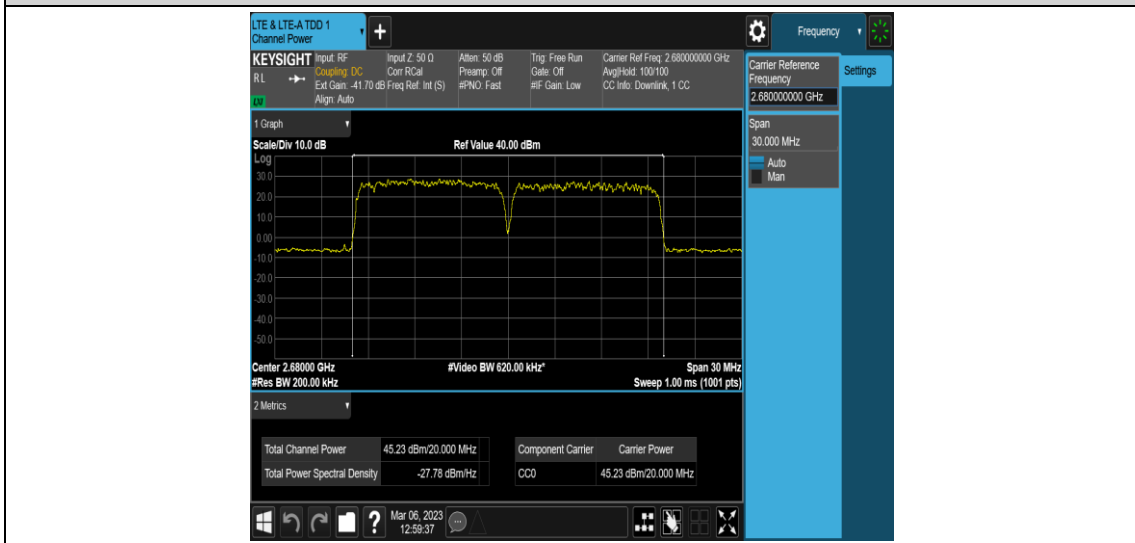 LTE & LTE-A TDD 1
Channel Power
+
Frequency
KEYSIGHT
RL
LXI
Input: RF
Coupling: DC
Ext Gain: -41.70 dB
Align: Auto
Input Z: 50 Ω
Corr RCal
Freq Ref: Int (S)
Atten: 50 dB
Preamp: Off
#PNO: Fast
Trig: Free Run
Gate: Off
#IF Gain: Low
Carrier Ref Freq: 2.680000000 GHz
Avg|Hold: 100/100
CC Info: Downlink, 1 CC
Carrier Reference
Frequency
2.680000000 GHz
Settings
Span
30.000 MHz
Auto
Man
1 Graph
Scale/Div 10.0 dB
Ref Value 40.00 dBm
Log
30.0
20.0
10.0
0.00
-10.0
-20.0
-30.0
-40.0
-50.0
Center 2.68000 GHz
#Video BW 620.00 kHz*
Span 30 MHz
#Res BW 200.00 kHz
Sweep 1.00 ms (1001 pts)
2 Metrics
Total Channel Power 45.23 dBm/20.000 MHz
Total Power Spectral Density -27.78 dBm/Hz
Component Carrier Carrier Power
CC0 45.23 dBm/20.000 MHz
?
Mar 06, 2023
12:59:37